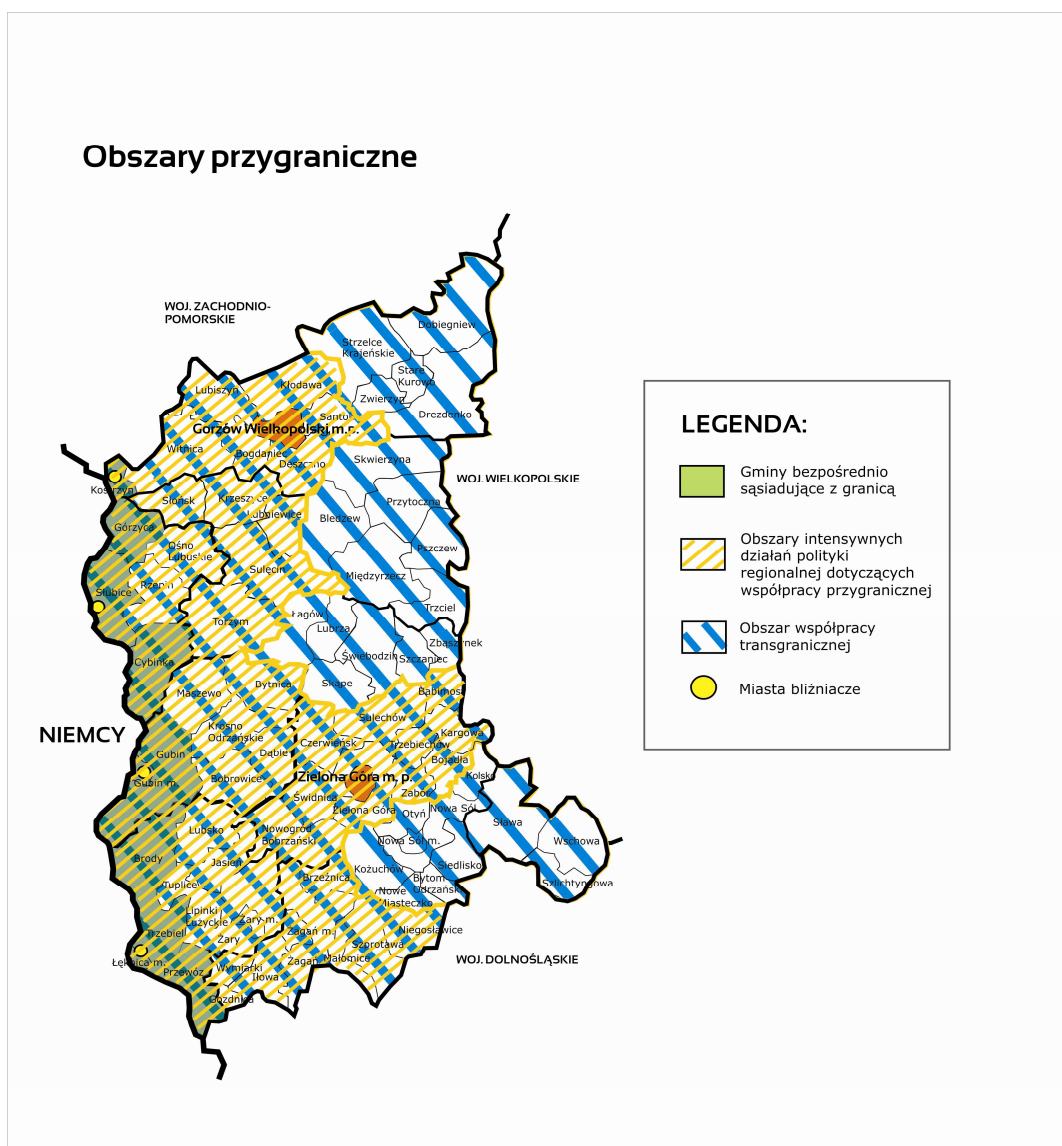 Obszary przygraniczne
WOJ. ZACHODNIO-
POMORSKIE
Dobiegniew
Strzelce
Krajeńskie
Stare
Kurowo
Zwierzyn
Drezdenko
Lubiszyn
Kłodawa
Santo
Gorzów Wielkopolski m.p.
Witnica
Bogdaniec
Deszczno
Skwierzyna
WOJ. WIELKOPOLSKIE
Kostrzyn
Słońsk
Krzeszyce
Lubniewice
Przytoczna
Bledzew
Górzyca
Ośno
Lubuskie
Pszczew
Sulęcin
Międzyrzecz
Rzepin
Słubice
Trzciel
Łagów
Torzym
Lubrza
Zbąszynek
Świebodzin
Szczaniec
Cybinka
Skąpe
Bytnica
Maszewo
Babimost
Sulechów
NIEMCY
Krosno
Odrzańskie
Kargowa
Czerwieńsk
Trzebiechów
Dąbie
Gubin
Bojadła
Kolsko
Zielona Góra m. p.
Gubin m.
Bobrowice
Zabór
Świdnica
Zielona Góra
Otyń
Nowa Sól
Sława
Lubsko
Nowogród
Bobrzański
Nowa Sól m.
Wschowa
Brody
Jasień
Kożuchów
Siedlisko
Brzeźnica
Bytom
Odrzańsk
Szlichtyngowa
Tuplice
Nowe
Miasteczko
Lipinki
Łużyckie
Żary m.
Trzebiel
Żary
Żagań m.
Niegosławice
Szprotawa
Małomice
Żagań
Łęknica m.
Przewóz
Wymiarki
Iłowa
Gozdnica
WOJ. DOLNOŚLĄSKIE
LEGENDA:
Gminy bezpośrednio
sąsiadujące z granicą
Obszary intensywnych
działań polityki
regionalnej dotyczących
współpracy przygranicznej
Obszar współpracy
transgranicznej
Miasta bliźniacze